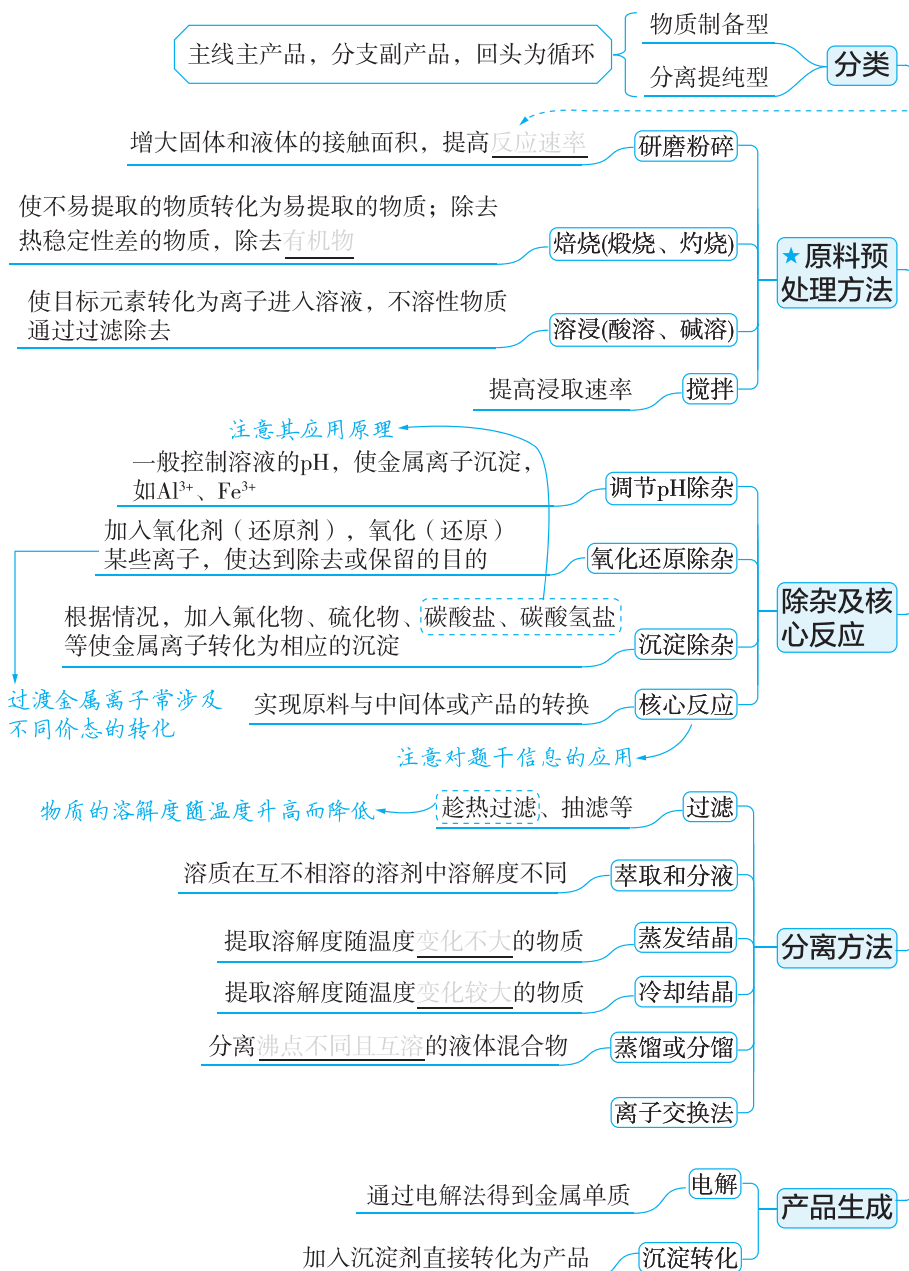 物质制备型
主线主产品，分支副产品，回头为循环
分类
分离提纯型
增大固体和液体的接触面积，提高反应速率
研磨粉碎
使不易提取的物质转化为易提取的物质；除去
热稳定性差的物质，除去有机物
焙烧(煅烧、灼烧)
★原料预
处理方法
使目标元素转化为离子进入溶液，不溶性物质
通过过滤除去
溶浸(酸溶、碱溶)
提高浸取速率
搅拌
注意其应用原理
一般控制溶液的pH，使金属离子沉淀，
如Al³⁺、Fe³⁺
调节pH除杂
加入氧化剂（还原剂），氧化（还原）
某些离子，使达到除去或保留的目的
氧化还原除杂
除杂及核
心反应
根据情况，加入氟化物、硫化物、碳酸盐、碳酸氢盐
等使金属离子转化为相应的沉淀
沉淀除杂
过渡金属离子常涉及
不同价态的转化
实现原料与中间体或产品的转换
核心反应
注意对题干信息的应用
物质的溶解度随温度升高而降低
趁热过滤、抽滤等
过滤
溶质在互不相溶的溶剂中溶解度不同
萃取和分液
提取溶解度随温度变化不大的物质
蒸发结晶
分离方法
提取溶解度随温度变化较大的物质
冷却结晶
分离沸点不同且互溶的液体混合物
蒸馏或分馏
离子交换法
通过电解法得到金属单质
电解
产品生成
加入沉淀剂直接转化为产品
沉淀转化